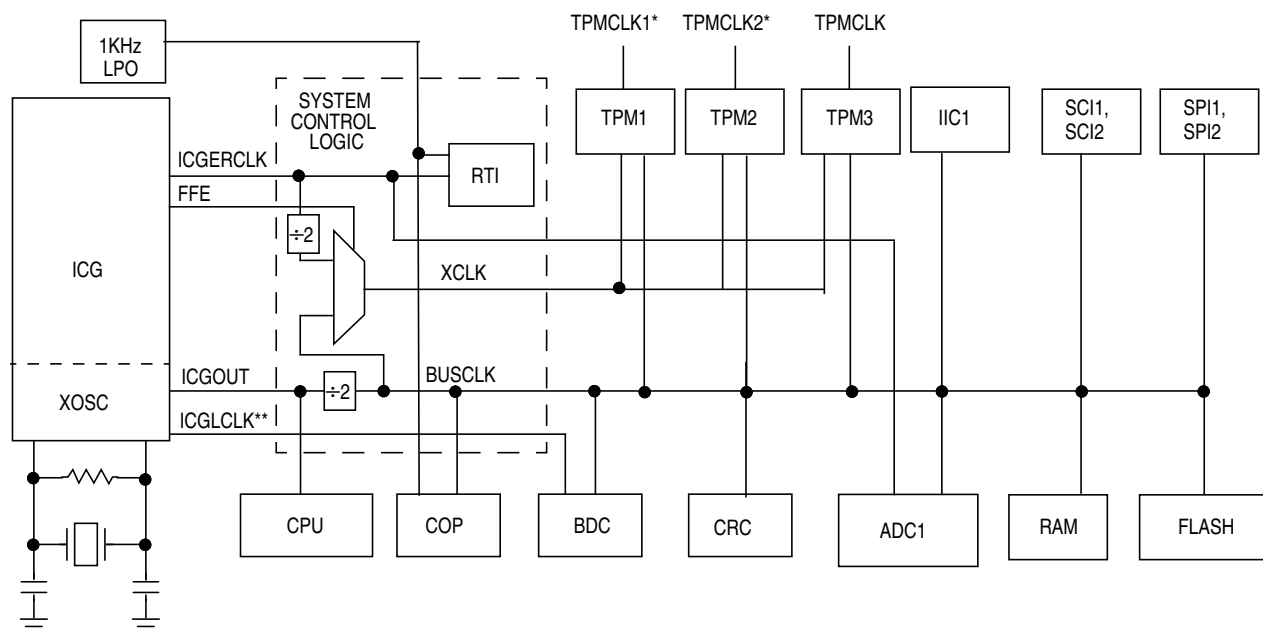 TPMCLK1* TPMCLK2* TPMCLK
1KHz
LPO
SYSTEM
CONTROL
LOGIC
TPM1 TPM2 TPM3 IIC1 SCI1, SPI1,
SCI2 SPI2
ICGERCLK
RTI
FFE
÷2
ICG
XCLK
ICGOUT
÷2
BUSCLK
XOSC
ICGLCLK**
CPU COP BDC CRC ADC1 RAM FLASH